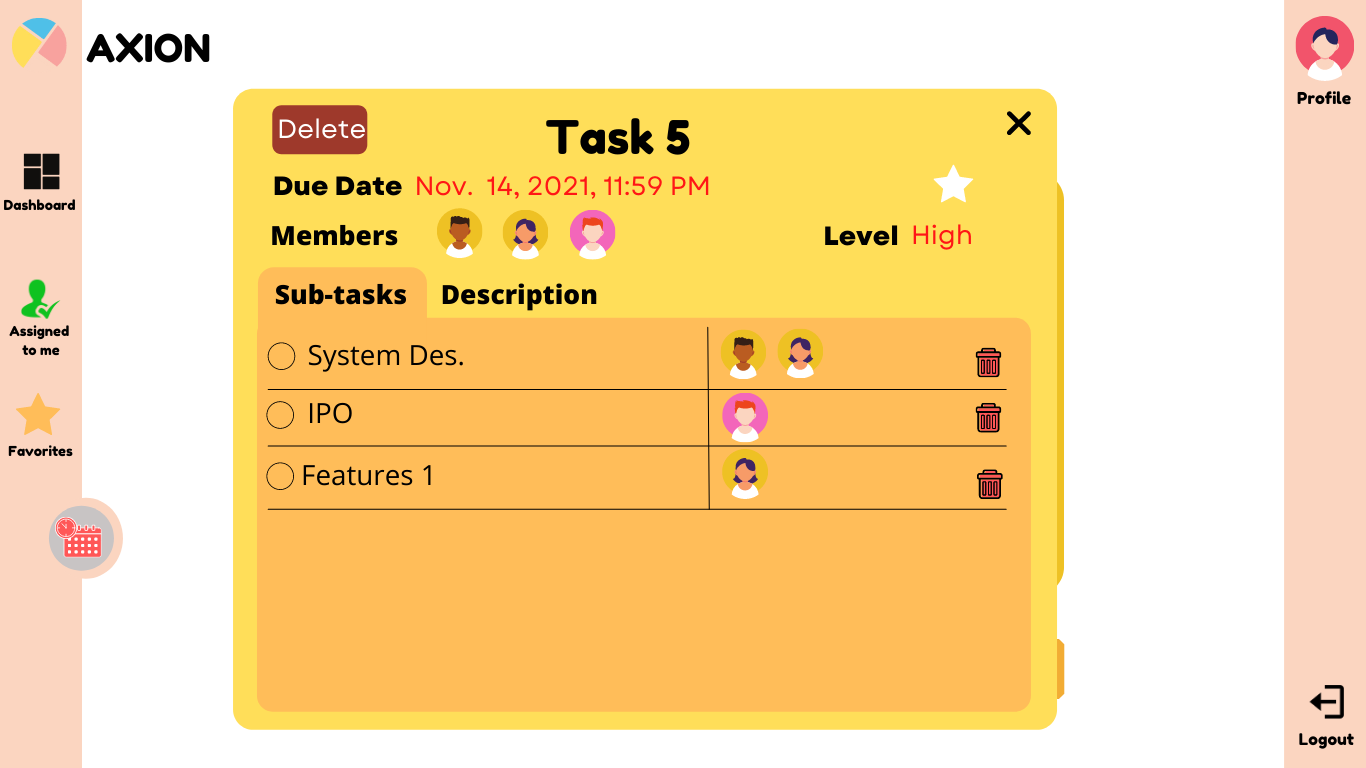 AXION
Profile
Delete
Task 5
Due Date Nov. 14, 2021, 11:59 PM
Dashboard
Members
Level High
Sub-tasks Description
Assigned
to me
System Des.
IPO
Favorites
Features 1
Logout